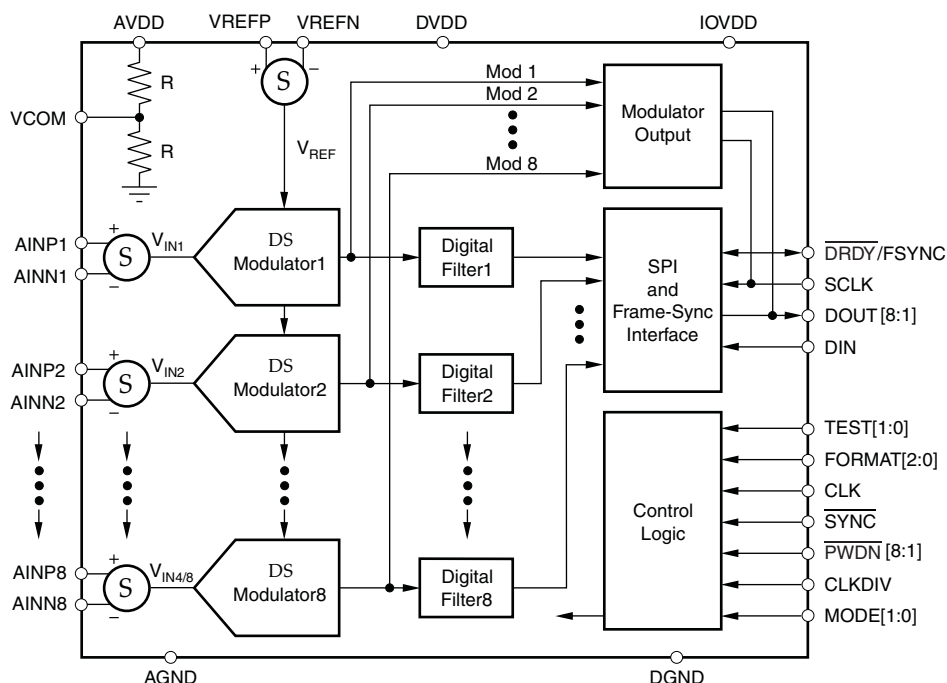 AVDD
VREFP
VREFN
DVDD
IOVDD
R
VCOM
R
+
S
−
VREF
Mod 1
Mod 2
Mod 8
Modulator
Output
AINP1
AINN1
+
S
−
VIN1
DS
Modulator1
Digital
Filter1
SPI
and
Frame-Sync
Interface
DRDY/FSYNC
SCLK
DOUT [8:1]
DIN
AINP2
AINN2
+
S
−
VIN2
DS
Modulator2
Digital
Filter2
TEST[1:0]
FORMAT[2:0]
CLK
SYNC
PWDN [8:1]
CLKDIV
MODE[1:0]
Control
Logic
AINP8
AINN8
+
S
−
VIN4/8
DS
Modulator8
Digital
Filter8
AGND
DGND